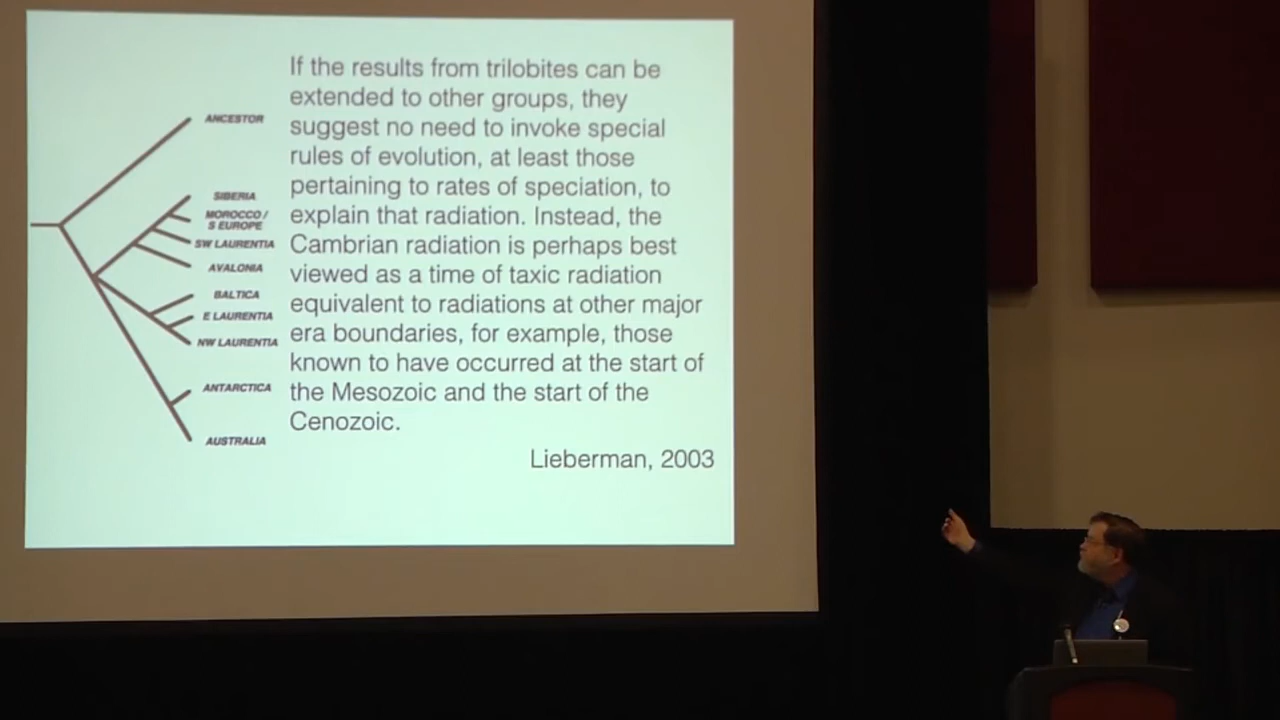 ANCESTOR
SIBERIA
MOROCCO /
S EUROPE
SW LAURENTIA
AVALONIA
BALTICA
E LAURENTIA
NW LAURENTIA
ANTARCTICA
AUSTRALIA
If the results from trilobites can be
extended to other groups, they
suggest no need to invoke special
rules of evolution, at least those
pertaining to rates of speciation, to
explain that radiation. Instead, the
Cambrian radiation is perhaps best
viewed as a time of taxic radiation
equivalent to radiations at other major
era boundaries, for example, those
known to have occurred at the start of
the Mesozoic and the start of the
Cenozoic.
Lieberman, 2003